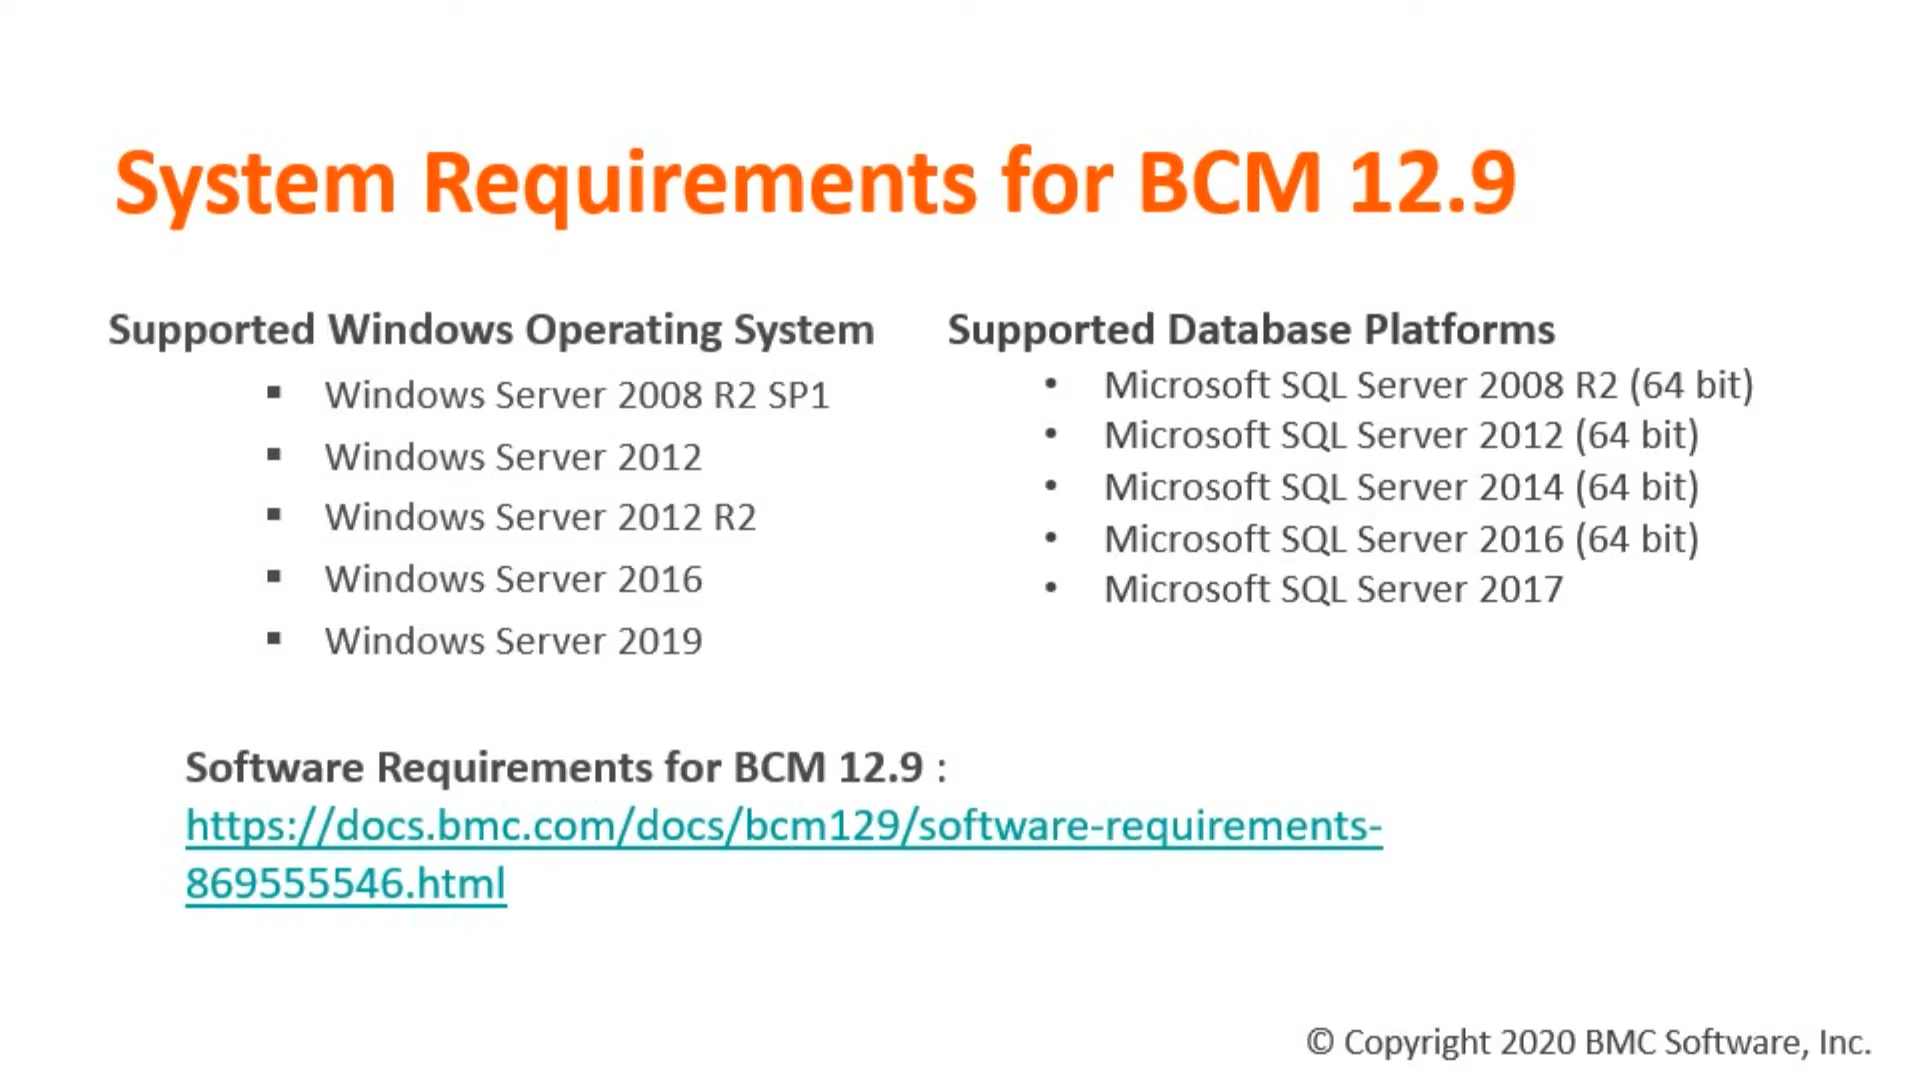 System Requirements for BCM 12.9
Supported Windows Operating System
▪ Windows Server 2008 R2 SP1
▪ Windows Server 2012
▪ Windows Server 2012 R2
▪ Windows Server 2016
▪ Windows Server 2019
Supported Database Platforms
• Microsoft SQL Server 2008 R2 (64 bit)
• Microsoft SQL Server 2012 (64 bit)
• Microsoft SQL Server 2014 (64 bit)
• Microsoft SQL Server 2016 (64 bit)
• Microsoft SQL Server 2017
Software Requirements for BCM 12.9 :
https://docs.bmc.com/docs/bcm129/software-requirements-
869555546.html
© Copyright 2020 BMC Software, Inc.